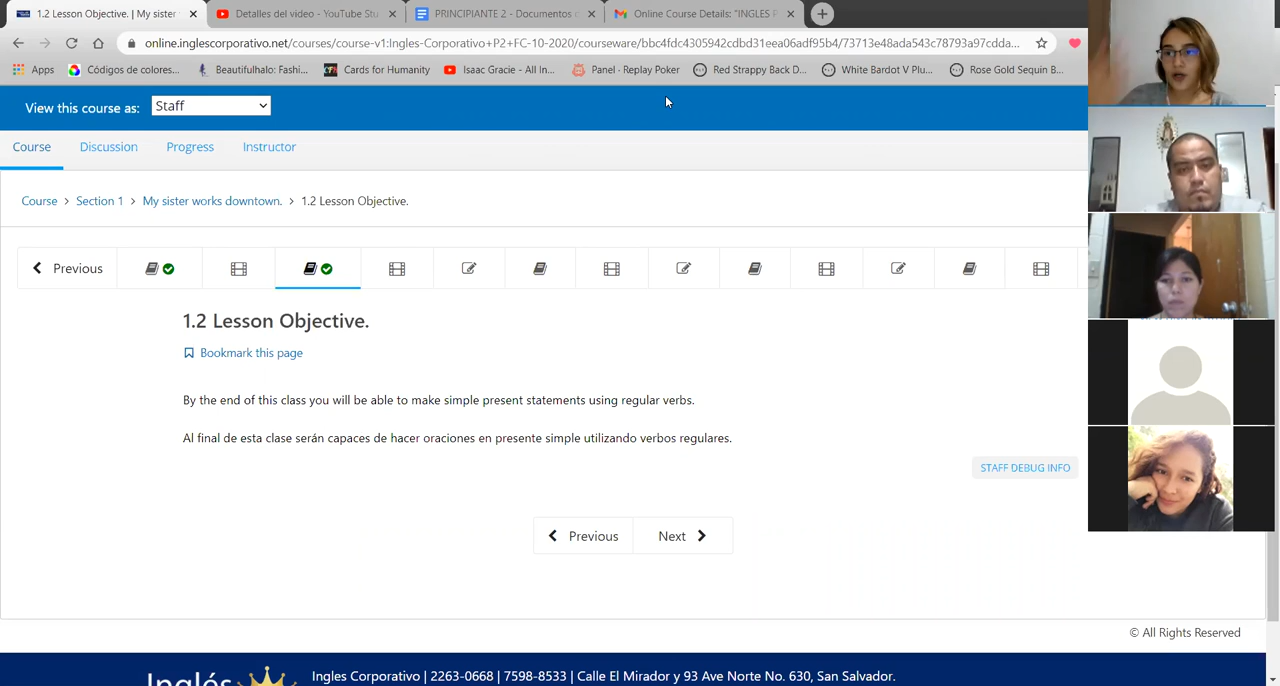 1.2 Lesson Objective. | My sister
Detalles del video - YouTube Stu
PRINCIPIANTE 2 - Documentos c
Online Course Details: "INGLES P
online.inglescorporativo.net/courses/course-v1:Ingles-Corporativo+P2+FC-10-2020/courseware/bbc4fdc4305942cdbd31eea06adf95b4/73713e48ada543c78793a97cdda...
Apps Códigos de colores... Beautifulhalo: Fashi... Cards for Humanity Isaac Gracie - All In... Panel · Replay Poker Red Strappy Back D... White Bardot V Plu... Rose Gold Sequin B...
View this course as: Staff
Course Discussion Progress Instructor
Course > Section 1 > My sister works downtown. > 1.2 Lesson Objective.
Previous
1.2 Lesson Objective.
Bookmark this page
By the end of this class you will be able to make simple present statements using regular verbs.
Al final de esta clase serán capaces de hacer oraciones en presente simple utilizando verbos regulares.
STAFF DEBUG INFO
Previous Next
© All Rights Reserved
Inglés
Ingles Corporativo | 2263-0668 | 7598-8533 | Calle El Mirador y 93 Ave Norte No. 630, San Salvador.